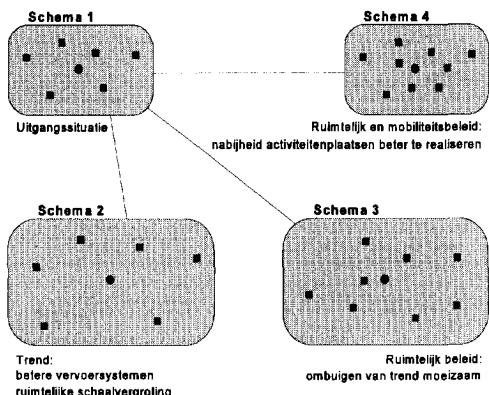 Schema 1
Schema 4
Uitgangssituatie
Ruimtelijk en mobiliteitsbeleid:
nabijheid activiteitenplaatsen beter te realiseren
Schema 2
Schema 3
Trend:
betere vervoersystemen
ruimtelijke schaalvergroting
Ruimtelijk beleid:
ombuigen van trend moeizaam